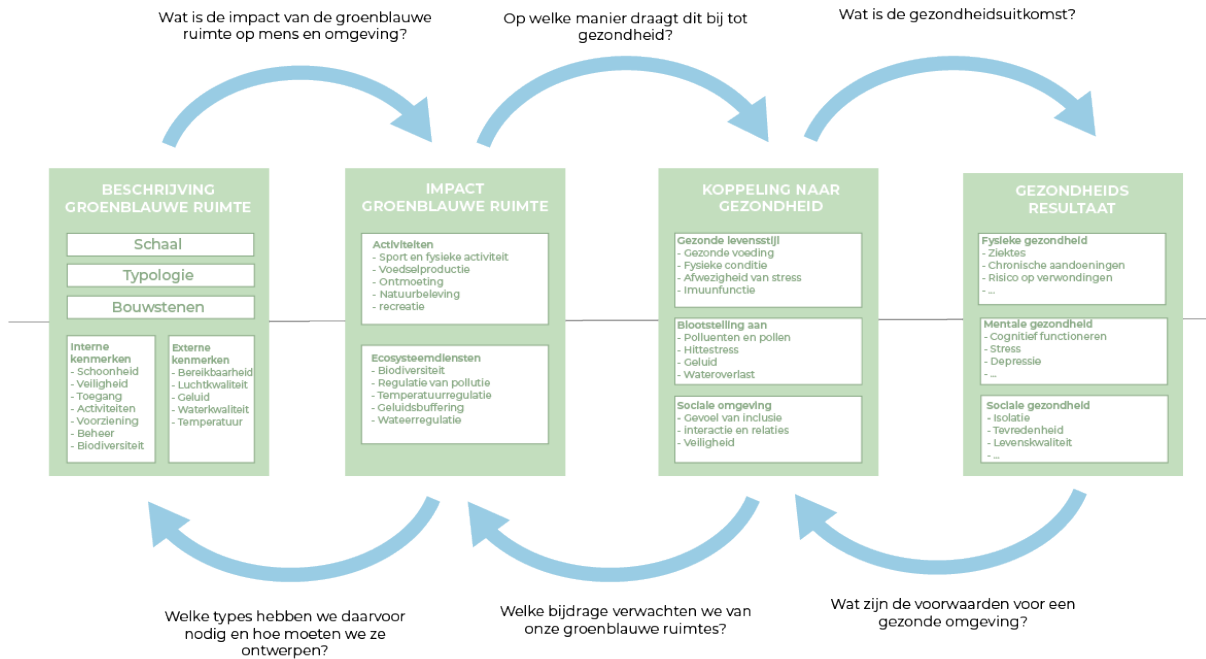 Wat is de impact van de groenblauwe
ruimte op mens en omgeving?
Op welke manier draagt dit bij tot
gezondheid?
Wat is de gezondheidsuitkomst?
BESCHRIJVING
GROENBLAUWE RUIMTE
Schaal
Typologie
Bouwstenen
Interne
kenmerken
- Schoonheid
- Veiligheid
- Toegang
- Activiteiten
- Voorziening
- Beheer
- Biodiversiteit
Externe
kenmerken
- Bereikbaarheid
- Luchtkwaliteit
- Geluid
- Waterkwaliteit
- Temperatuur
IMPACT
GROENBLAUWE RUIMTE
Activiteiten
- Sport en fysieke activiteit
- Voedselproductie
- Ontmoeting
- Natuurbeleving
- recreatie
Ecosysteemdiensten
- Biodiversiteit
- Regulatie van pollutie
- Temperatuurregulatie
- Geluidsbuffering
- Wateerregulatie
KOPPELING NAAR
GEZONDHEID
Gezonde levensstijl
- Gezonde voeding
- Fysieke conditie
- Afwezigheid van stress
- Imuunfunctie
Blootstelling aan
- Polluenten en pollen
- Hittestress
- Geluid
- Wateroverlast
Sociale omgeving
- Gevoel van inclusie
- interactie en relaties
- Veiligheid
GEZONDHEIDS
RESULTAAT
Fysieke gezondheid
- Ziektes
- Chronische aandoeningen
- Risico op verwondingen
- ...
Mentale gezondheid
- Cognitief functioneren
- Stress
- Depressie
- ...
Sociale gezondheid
- Isolatie
- Tevredenheid
- Levenskwaliteit
- ...
Welke types hebben we daarvoor
nodig en hoe moeten we ze
ontwerpen?
Welke bijdrage verwachten we van
onze groenblauwe ruimtes?
Wat zijn de voorwaarden voor een
gezonde omgeving?